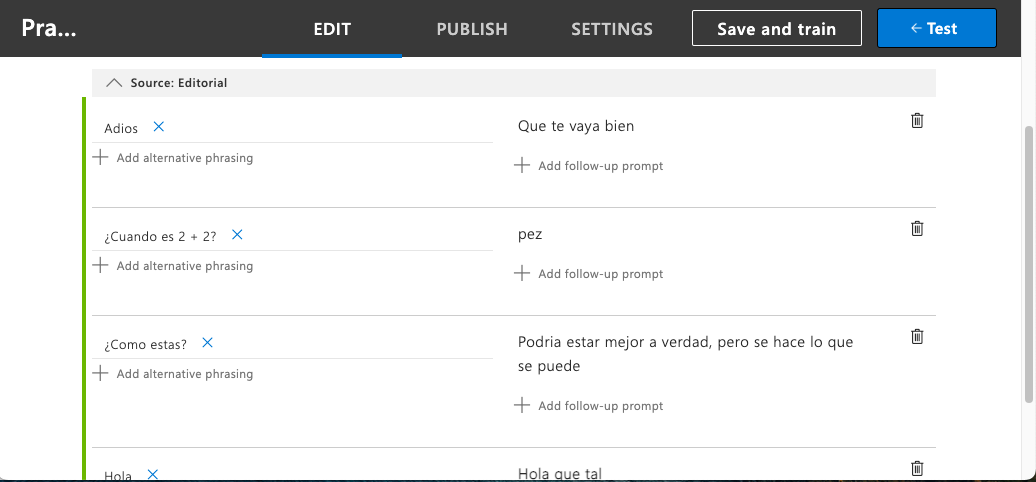 Pra...
EDIT
PUBLISH
SETTINGS
Save and train
← Test
Source: Editorial
Adios
Que te vaya bien
Add alternative phrasing
Add follow-up prompt
¿Cuando es 2 + 2?
pez
Add alternative phrasing
Add follow-up prompt
¿Como estas?
Podria estar mejor a verdad, pero se hace lo que
se puede
Add alternative phrasing
Add follow-up prompt
Hola
Hola que tal